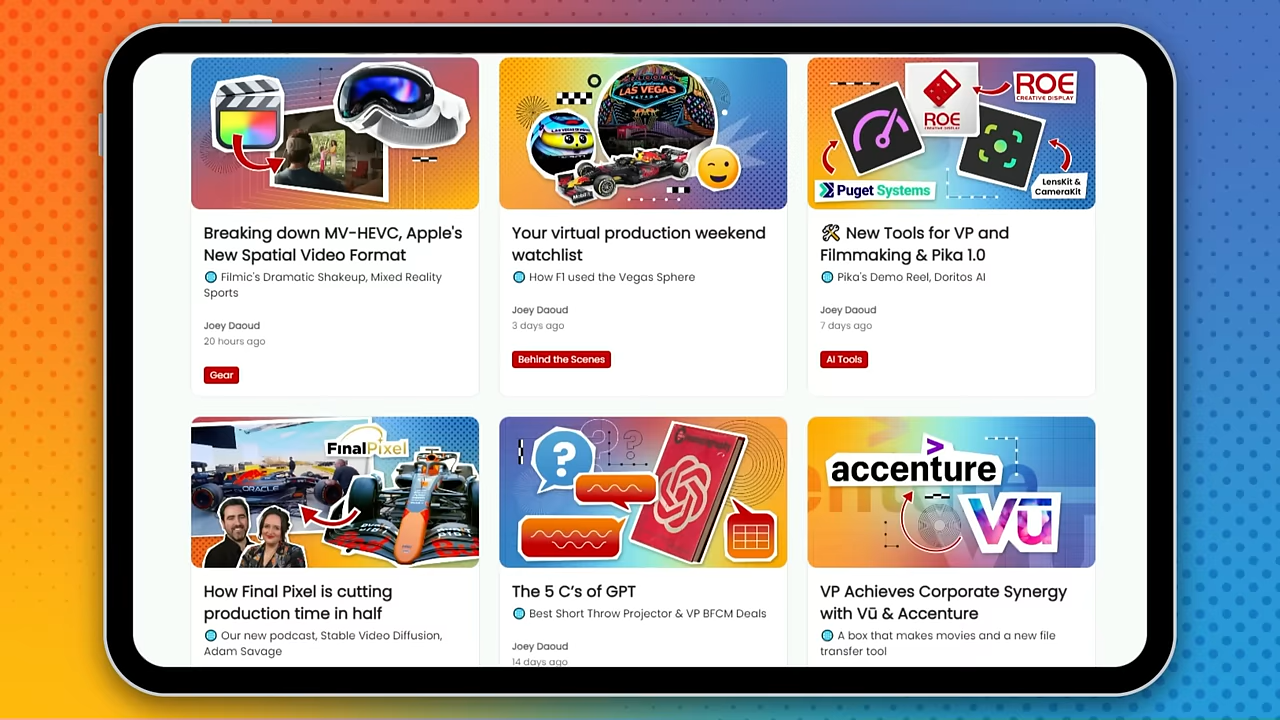 LAS VEGAS
ROE
CREATIVE DISPLAY
ROE
CREATIVE DISPLAY
Puget Systems
LensKit &
CameraKit
Breaking down MV-HEVC, Apple's
New Spatial Video Format
Filmic's Dramatic Shakeup, Mixed Reality
Sports
Joey Daoud
20 hours ago
Gear
Your virtual production weekend
watchlist
How F1 used the Vegas Sphere
Joey Daoud
3 days ago
Behind the Scenes
New Tools for VP and
Filmmaking & Pika 1.0
Pika's Demo Reel, Doritos AI
Joey Daoud
7 days ago
AI Tools
FinalPixel
ORACLE
?
accenture
Vū
How Final Pixel is cutting
production time in half
Our new podcast, Stable Video Diffusion,
Adam Savage
The 5 C’s of GPT
Best Short Throw Projector & VP BFCM Deals
Joey Daoud
14 days ago
VP Achieves Corporate Synergy
with Vū & Accenture
A box that makes movies and a new file
transfer tool